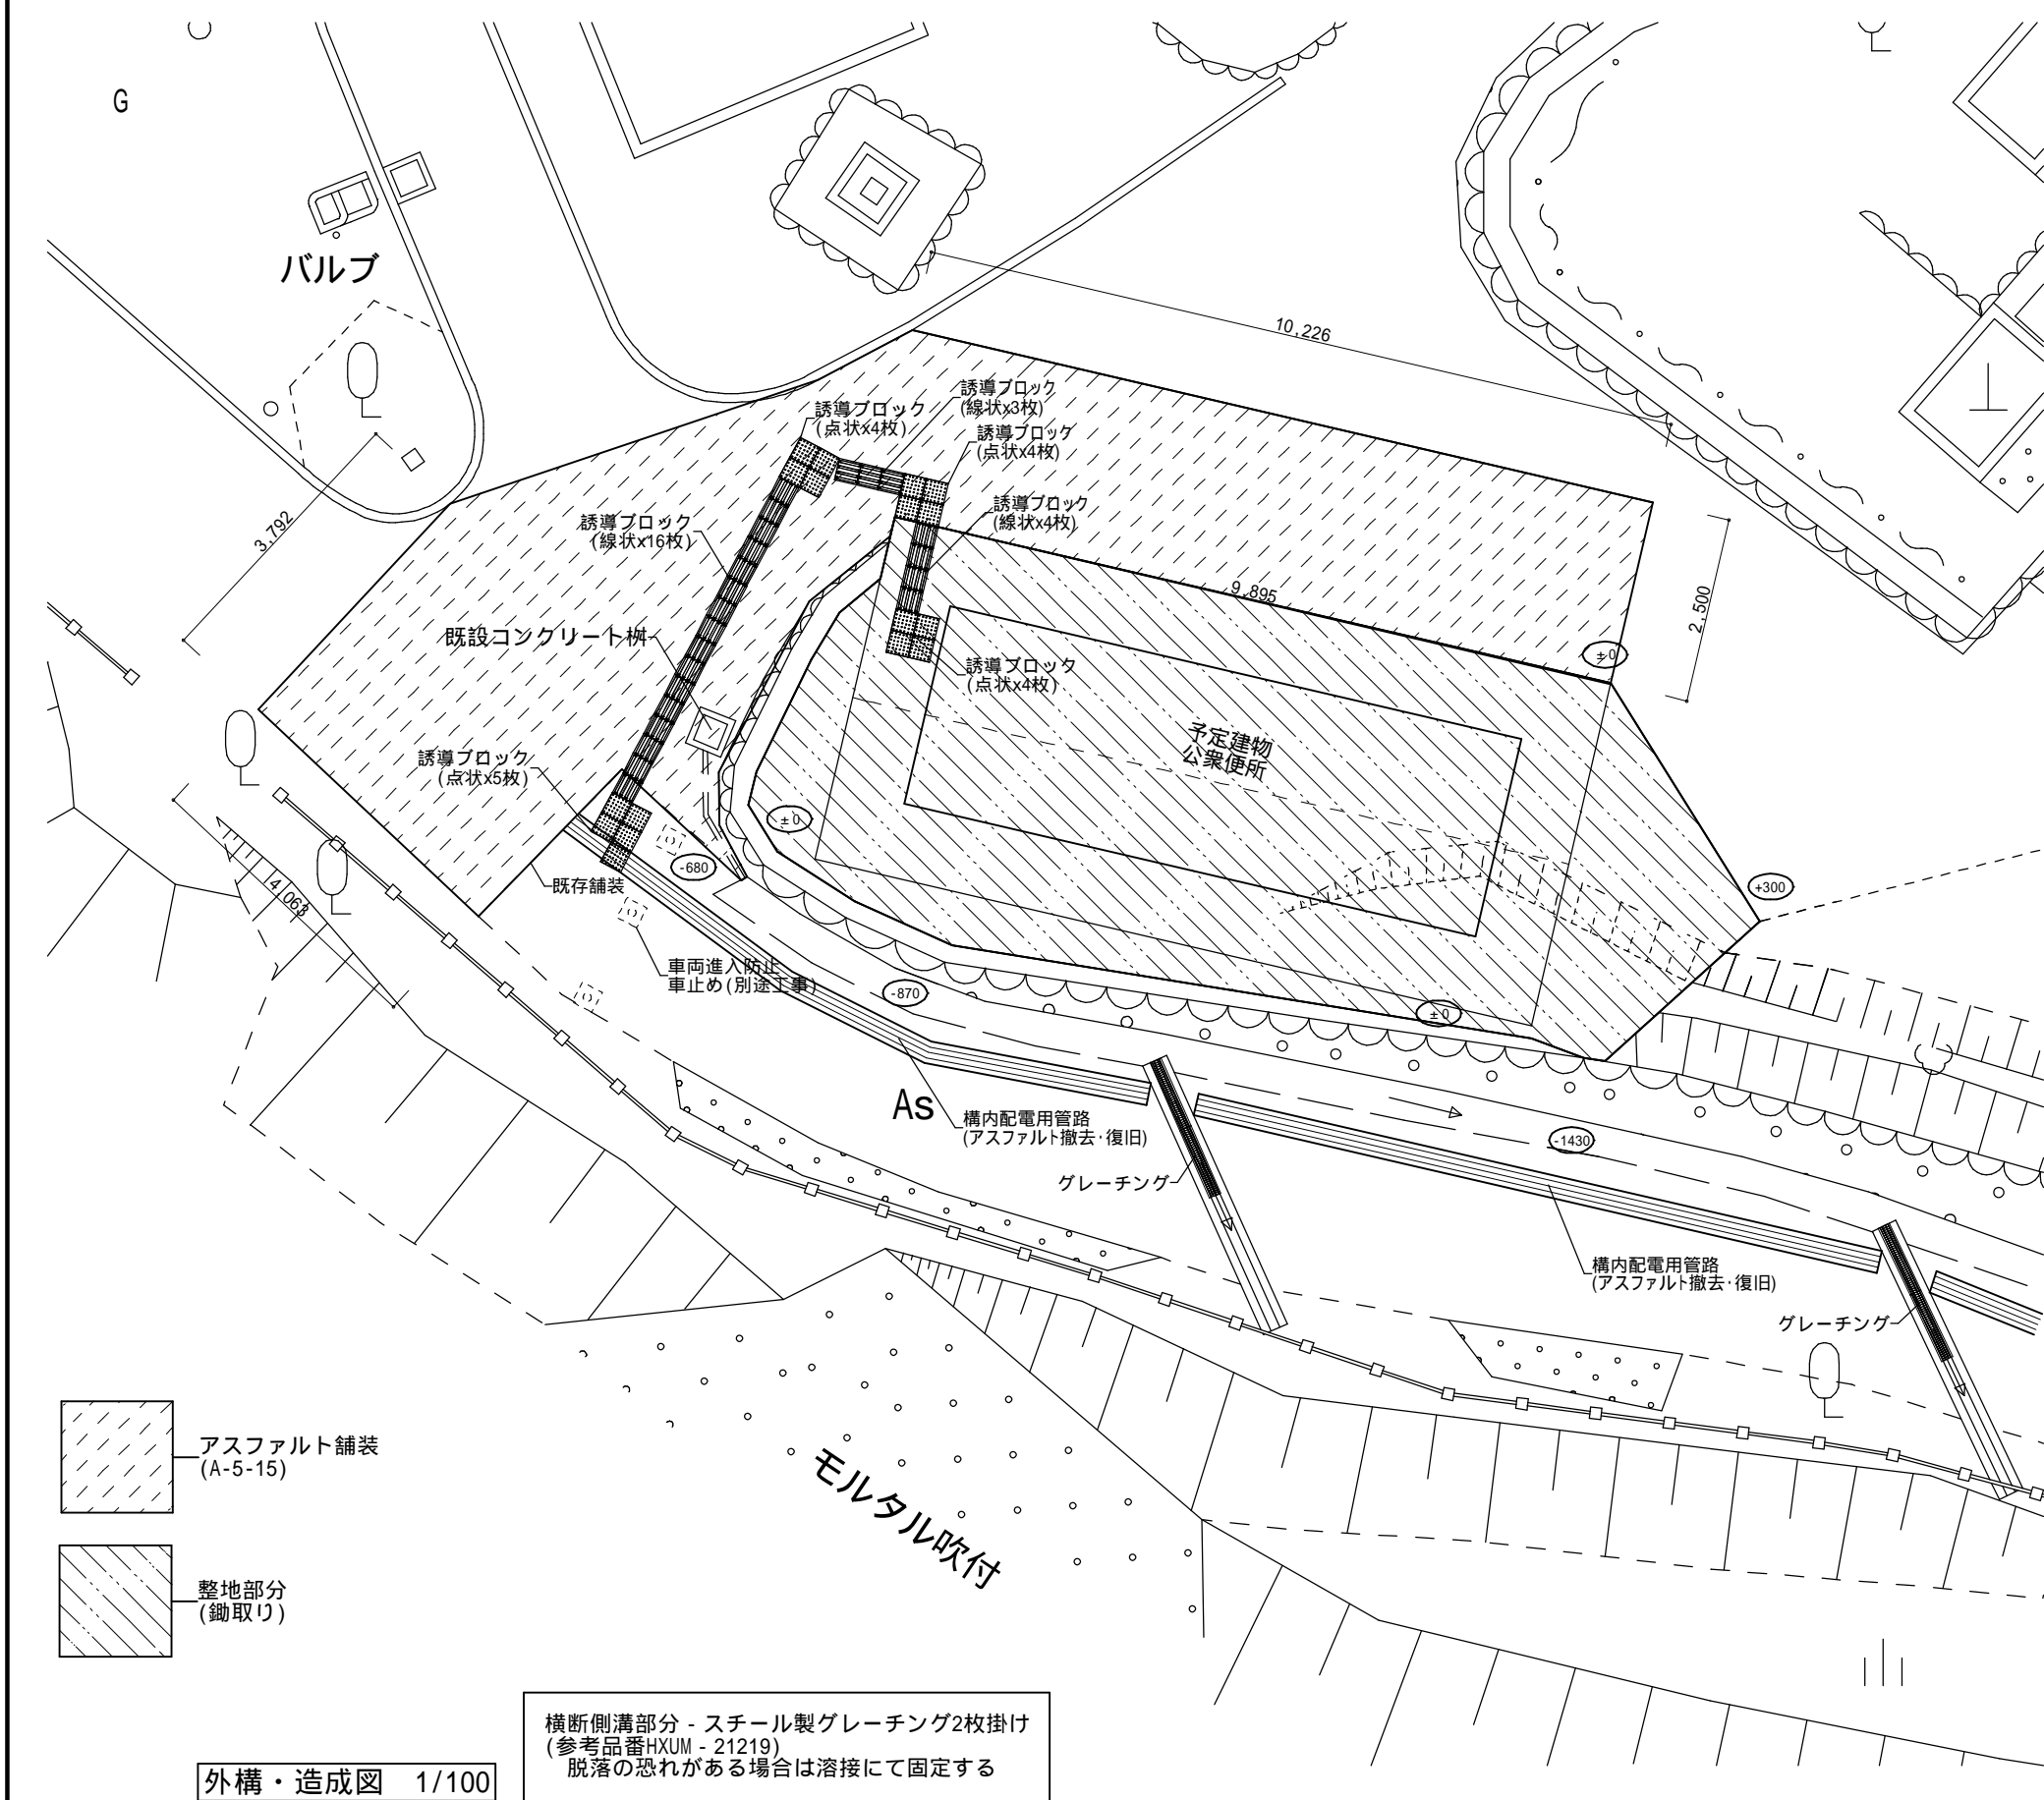 G
バルブ
10,226
誘導ブロック
(線状x3枚)
誘導ブロック
(点状x4枚)
誘導ブロック
(点状x4枚)
誘導ブロック
(線状x4枚)
誘導ブロック
(線状x16枚)
3,792
9,895
2,500
既設コンクリート桝
±0
誘導ブロック
(点状x4枚)
予定建物
公衆便所
誘導ブロック
(点状x5枚)
±0
-680
既存舗装
+300
4,063
車両進入防止
車止め(別途工事)
-870
±0
As
構内配電用管路
(アスファルト撤去・復旧)
-1430
グレーチング
構内配電用管路
(アスファルト撤去・復旧)
グレーチング
アスファルト舗装
(A-5-15)
モルタル吹付
整地部分
(鋤取り)
横断側溝部分 - スチール製グレーチング2枚掛け
(参考品番HXUM - 21219)
脱落の恐れがある場合は溶接にて固定する
外構・造成図　1/100